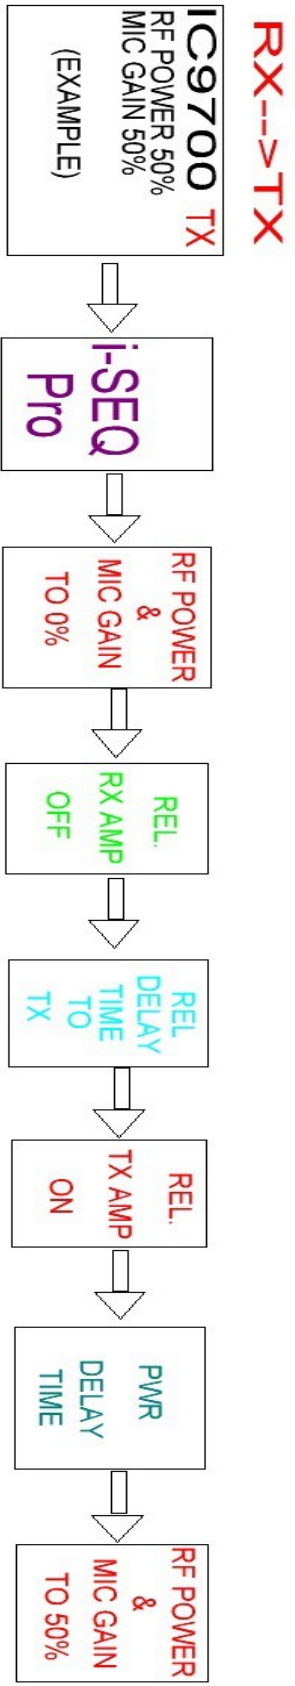 RX-->TX
IC9700 TX
RF POWER 50%
MIC GAIN 50%
(EXAMPLE)
i-SEQ
Pro
RF POWER
&
MIC GAIN
TO 0%
REL.
RX AMP
OFF
REL
DELAY
TIME
TO
TX
REL.
TX AMP
ON
PWR
DELAY
TIME
RF POWER
&
MIC GAIN
TO 50%